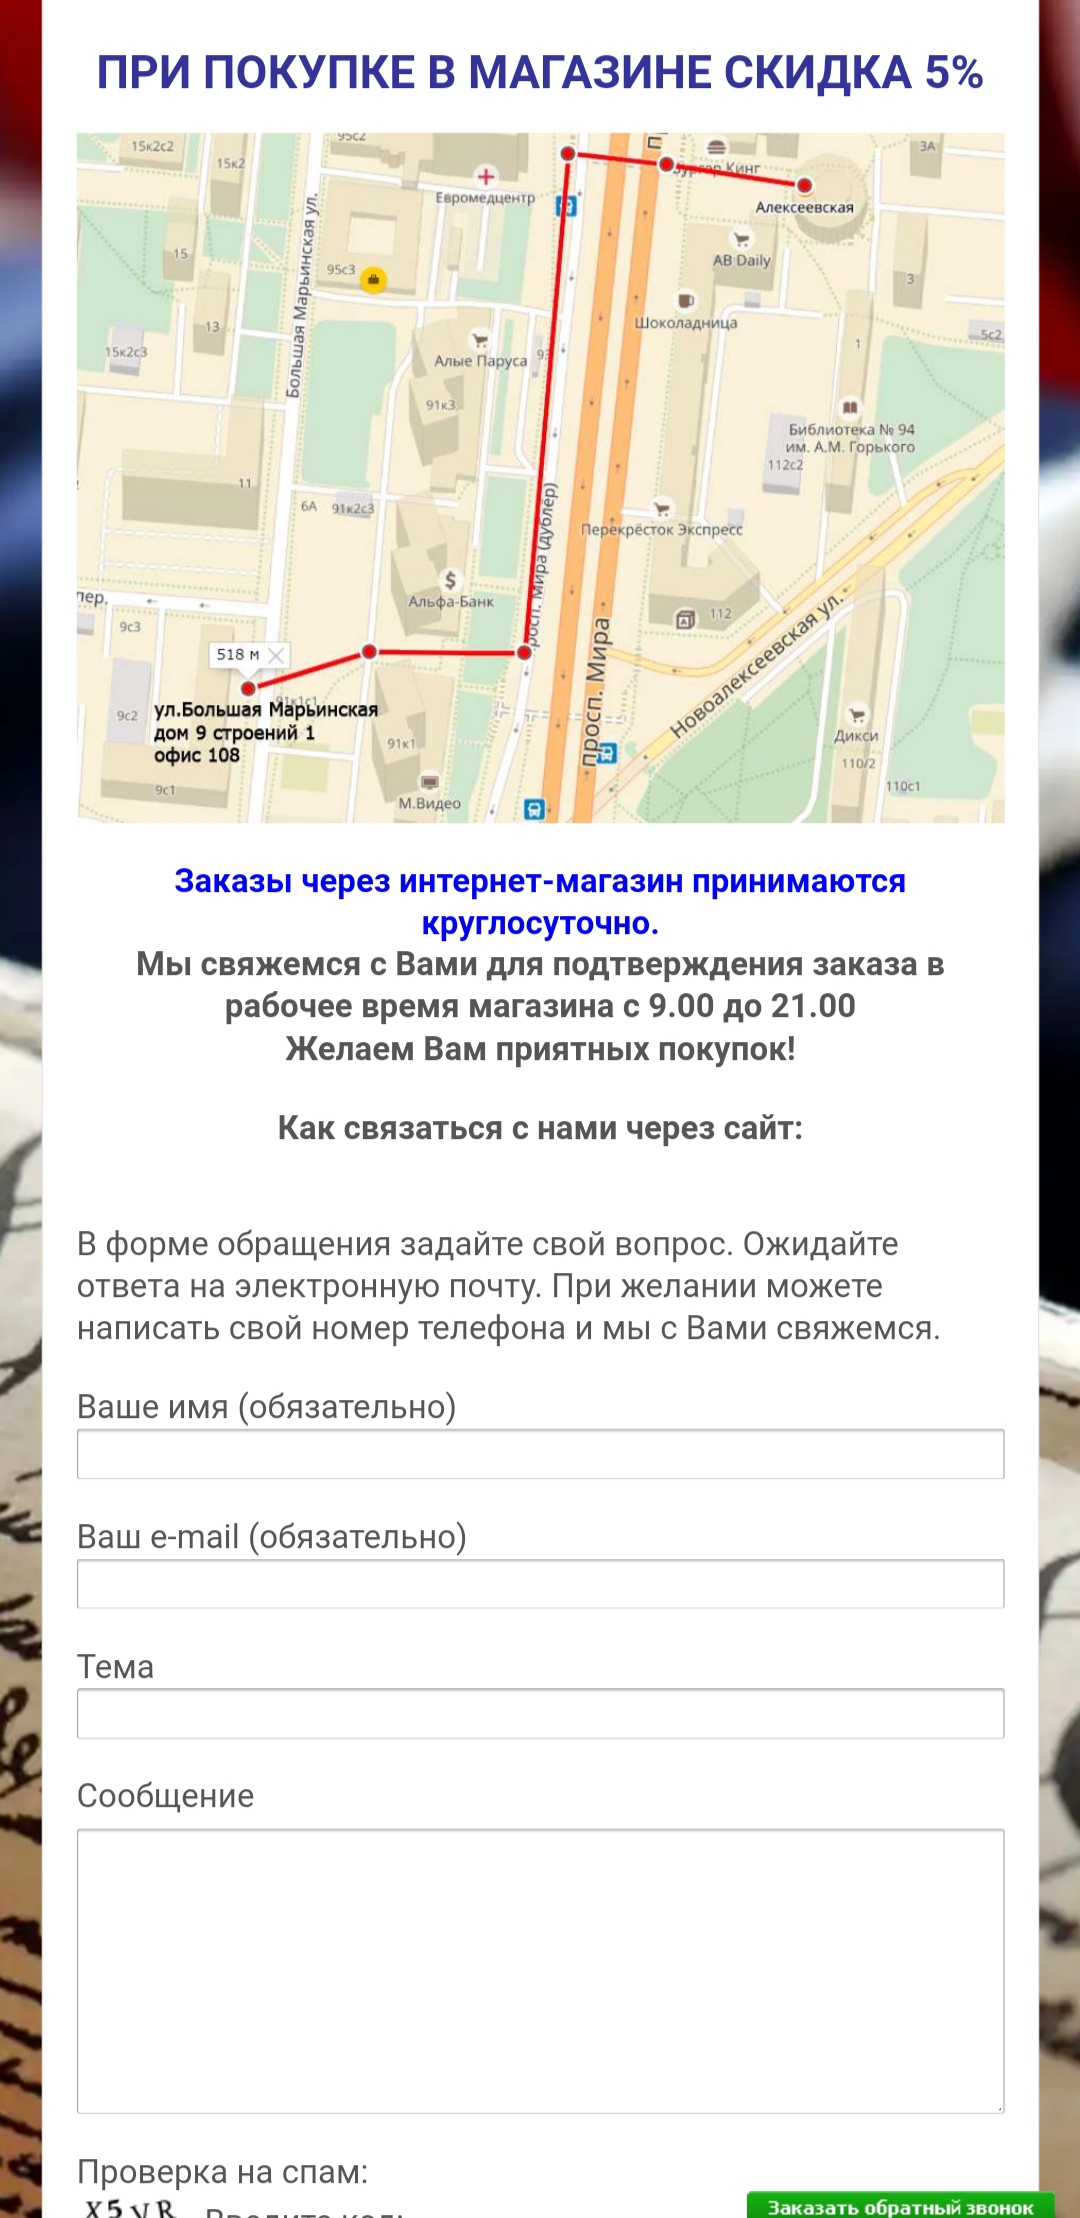 ПРИ ПОКУПКЕ В МАГАЗИНЕ СКИДКА 5%
95с2
15к2с2
15к2
Евромедцентр
Кинг
3А
Алексеевская
Большая Марьинская ул.
15
95с3
AB Daily
3
13
Шоколадница
5с2
15к2с3
Алые Паруса
1
91к3
Библиотека № 94
им. А.М. Горького
112с2
11
6А
91к2с3
Перекрёсток Экспресс
просп. Мира (дублёр)
Альфа-Банк
пер.
9с3
112
518 м
просп. Мира
Новоалексеевская ул.
91к1с1
9с2
ул.Большая Марьинская
дом 9 строений 1
офис 108
91к1
Дикси
110/2
9с1
М.Видео
110с1
Заказы через интернет-магазин принимаются
круглосуточно.
Мы свяжемся с Вами для подтверждения заказа в
рабочее время магазина с 9.00 до 21.00
Желаем Вам приятных покупок!
Как связаться с нами через сайт:
В форме обращения задайте свой вопрос. Ожидайте
ответа на электронную почту. При желании можете
написать свой номер телефона и мы с Вами свяжемся.
Ваше имя (обязательно)
Ваш e-mail (обязательно)
Тема
Сообщение
Проверка на спам:
X5VR Введите код:
Заказать обратный звонок